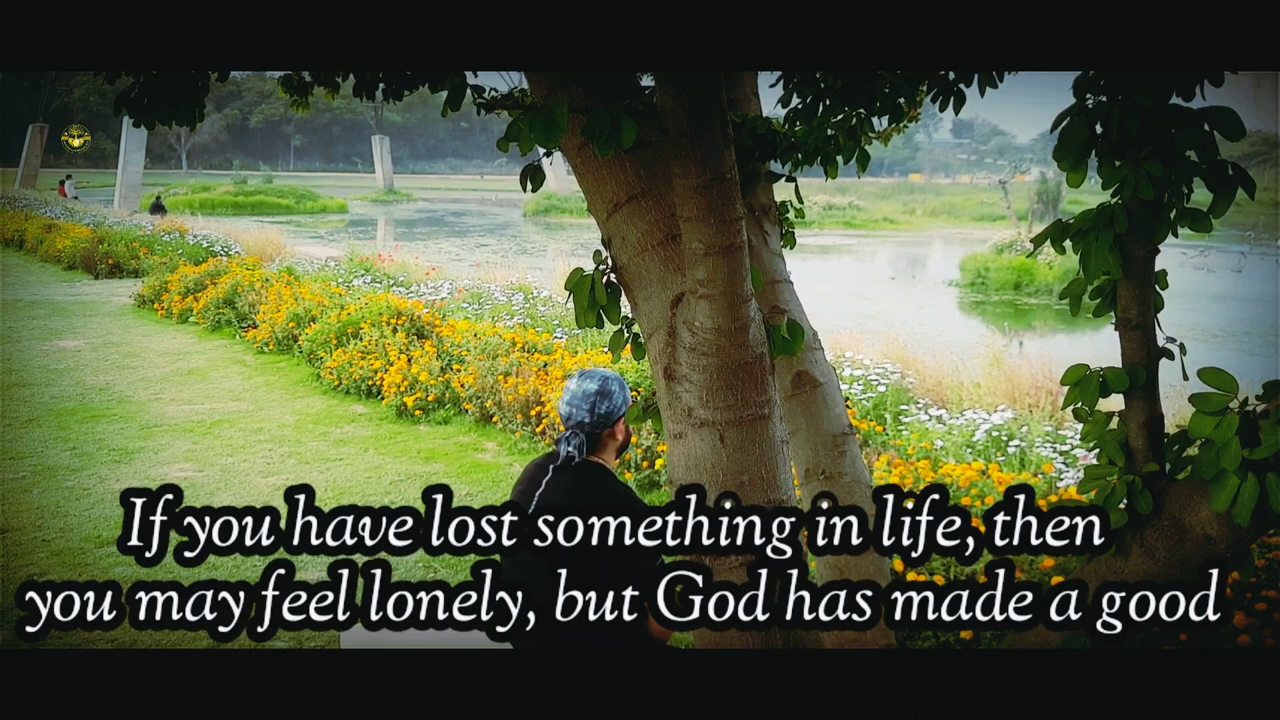 If you have lost something in life, then
you may feel lonely, but God has made a good